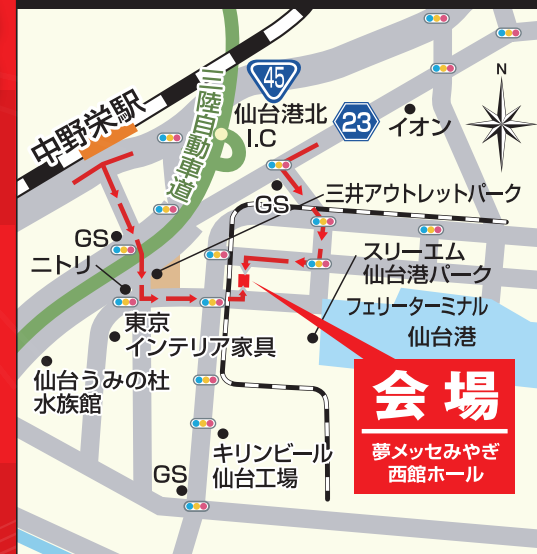 45
N
中野栄駅
三陸自動車道
仙台港北
I.C
23
イオン
GS
三井アウトレットパーク
GS
ニトリ
スリーエム
仙台港パーク
フェリーターミナル
仙台港
東京
インテリア家具
仙台うみの杜
水族館
会場
夢メッセみやぎ
西館ホール
キリンビール
仙台工場
GS